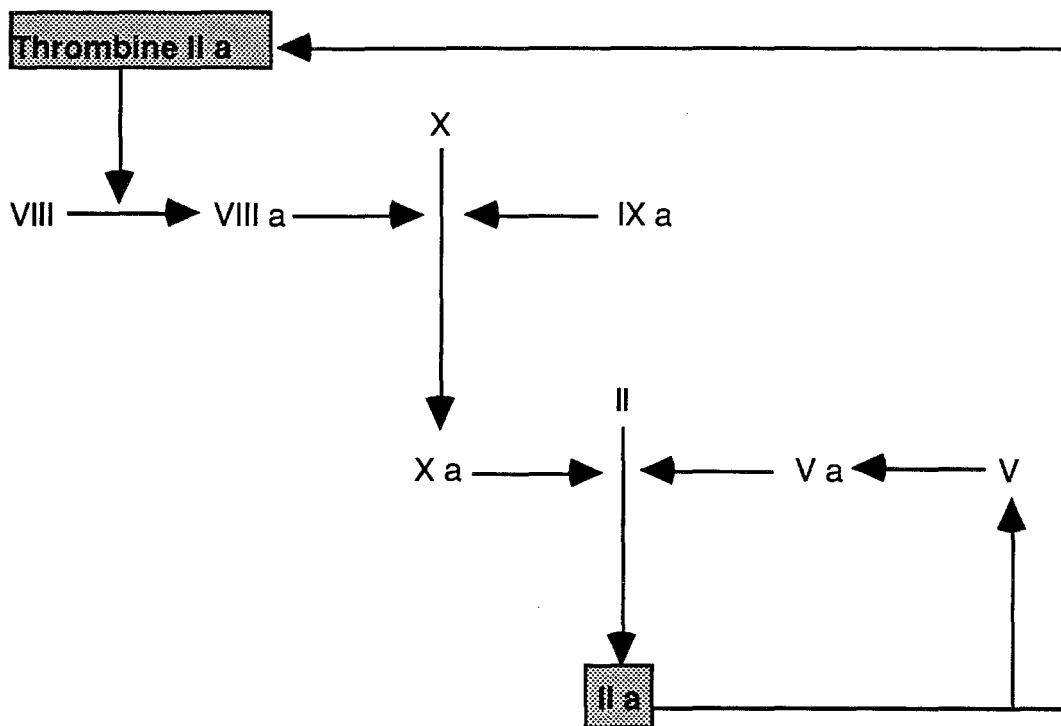 Thrombine II a
X
VIII
VIII a
IX a
II
X a
V a
V
II a